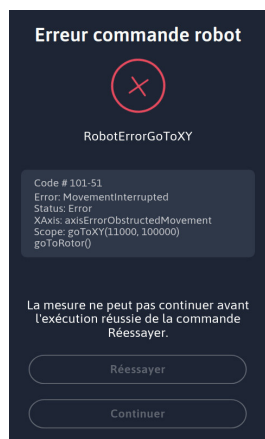 Erreur commande robot
RobotErrorGoToXY
Code # 101-51
Error: MovementInterrupted
Status: Error
XAxis: axisErrorObstructedMovement
Scope: goToXY(11000, 100000)
goToRotor()
La mesure ne peut pas continuer avant
l'exécution réussie de la commande
Réessayer.
Réessayer
Continuer